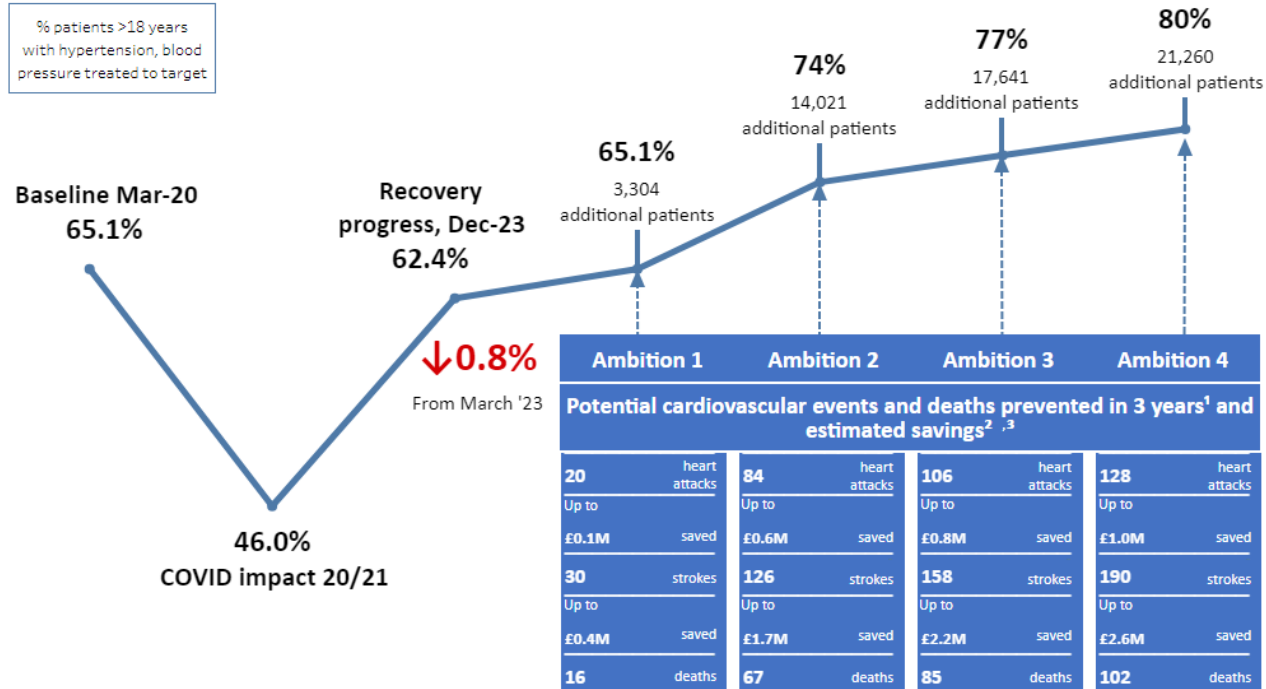 % patients >18 years
with hypertension, blood
pressure treated to target
Baseline Mar-20
65.1%
46.0%
COVID impact 20/21
Recovery
progress, Dec-23
62.4%
↓0.8%
From March '23
65.1%
3,304
additional patients
74%
14,021
additional patients
77%
17,641
additional patients
80%
21,260
additional patients
Ambition 1 Ambition 2 Ambition 3 Ambition 4
Potential cardiovascular events and deaths prevented in 3 years¹ and
estimated savings² ,³
20 heart attacks
Up to
£0.1M saved
30 strokes
Up to
£0.4M saved
16 deaths
84 heart attacks
Up to
£0.6M saved
126 strokes
Up to
£1.7M saved
67 deaths
106 heart attacks
Up to
£0.8M saved
158 strokes
Up to
£2.2M saved
85 deaths
128 heart attacks
Up to
£1.0M saved
190 strokes
Up to
£2.6M saved
102 deaths